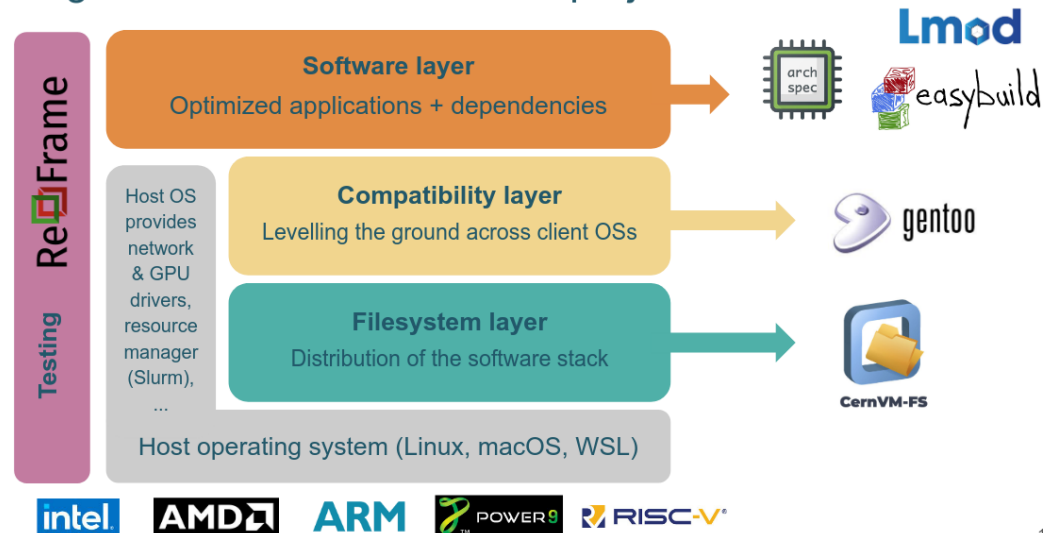 Lmod
Software layer
Optimized applications + dependencies
arch
spec
easybuild
ReFrame
Testing
Host OS
provides
network
& GPU
drivers,
resource
manager
(Slurm),
...
Compatibility layer
Levelling the ground across client OSs
gentoo
Filesystem layer
Distribution of the software stack
CernVM-FS
Host operating system (Linux, macOS, WSL)
intel.
AMD
ARM
POWER9
TM
RISC-V®